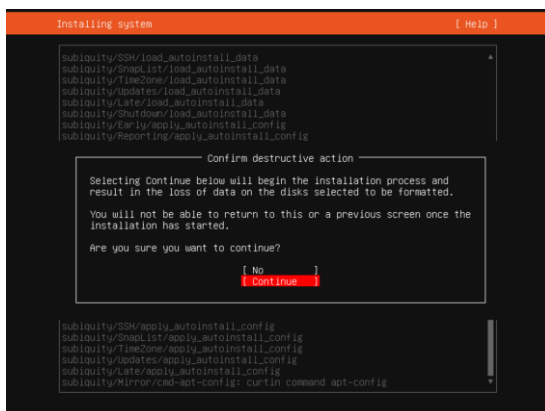 Installing system [ Help ]
subiquity/SSH/load_autoinstall_data
subiquity/SnapList/load_autoinstall_data
subiquity/TimeZone/load_autoinstall_data
subiquity/Updates/load_autoinstall_data
subiquity/Late/load_autoinstall_data
subiquity/Shutdown/load_autoinstall_data
subiquity/Early/apply_autoinstall_config
subiquity/Reporting/apply_autoinstall_config
Confirm destructive action
Selecting Continue below will begin the installation process and
result in the loss of data on the disks selected to be formatted.
You will not be able to return to this or a previous screen once the
installation has started.
Are you sure you want to continue?
[ No ]
[ Continue ]
subiquity/SSH/apply_autoinstall_config
subiquity/SnapList/apply_autoinstall_config
subiquity/TimeZone/apply_autoinstall_config
subiquity/Updates/apply_autoinstall_config
subiquity/Late/apply_autoinstall_config
subiquity/Mirror/cmd-apt-config: curtin command apt-config